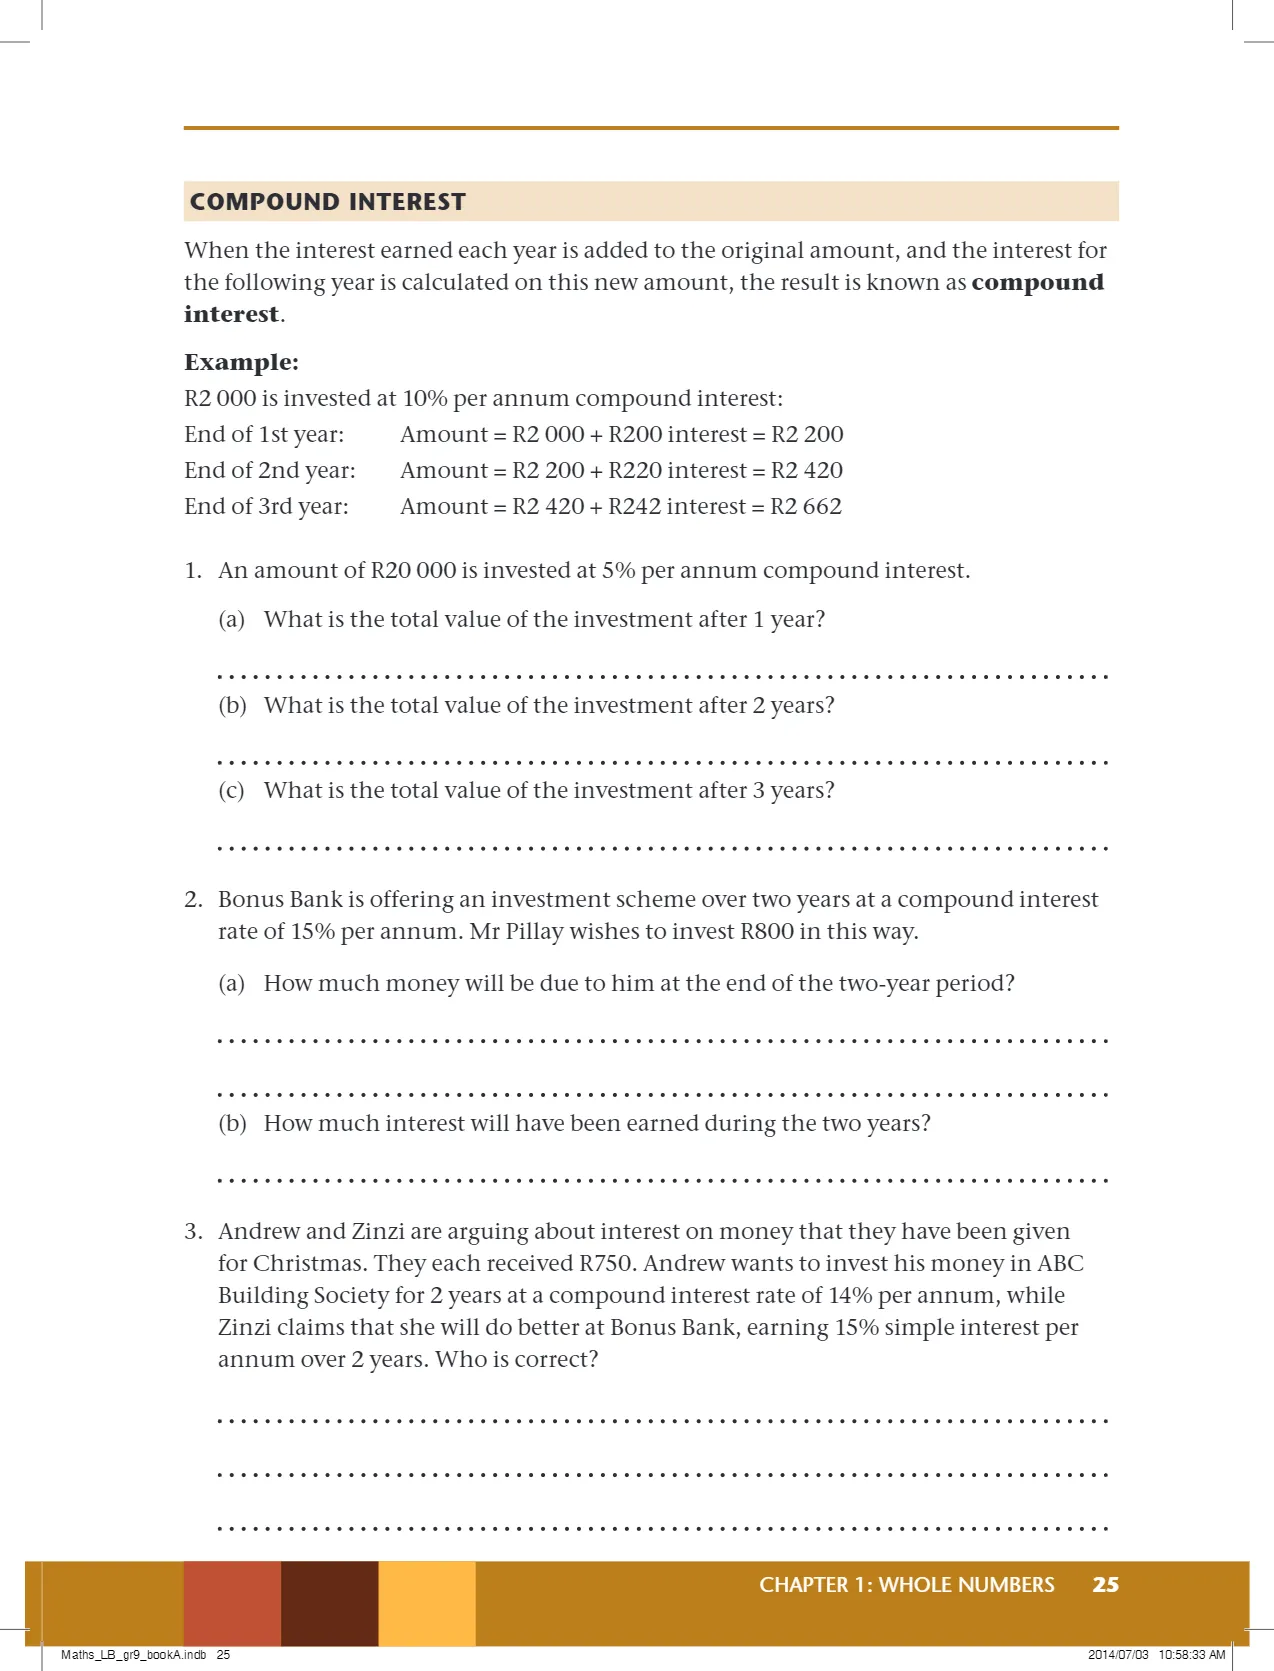 COMPOUND INTEREST
When the interest earned each year is added to the original amount, and the interest for
the following year is calculated on this new amount, the result is known as compound
interest.
Example:
R2 000 is invested at 10% per annum compound interest:
End of 1st year: Amount = R2 000 + R200 interest = R2 200
End of 2nd year: Amount = R2 200 + R220 interest = R2 420
End of 3rd year: Amount = R2 420 + R242 interest = R2 662
1. An amount of R20 000 is invested at 5% per annum compound interest.
(a) What is the total value of the investment after 1 year?
(b) What is the total value of the investment after 2 years?
(c) What is the total value of the investment after 3 years?
2. Bonus Bank is offering an investment scheme over two years at a compound interest
rate of 15% per annum. Mr Pillay wishes to invest R800 in this way.
(a) How much money will be due to him at the end of the two-year period?
(b) How much interest will have been earned during the two years?
3. Andrew and Zinzi are arguing about interest on money that they have been given
for Christmas. They each received R750. Andrew wants to invest his money in ABC
Building Society for 2 years at a compound interest rate of 14% per annum, while
Zinzi claims that she will do better at Bonus Bank, earning 15% simple interest per
annum over 2 years. Who is correct?
CHAPTER 1: WHOLE NUMBERS 25
Maths_LB_gr9_bookA.indb 25 2014/07/03 10:58:33 AM